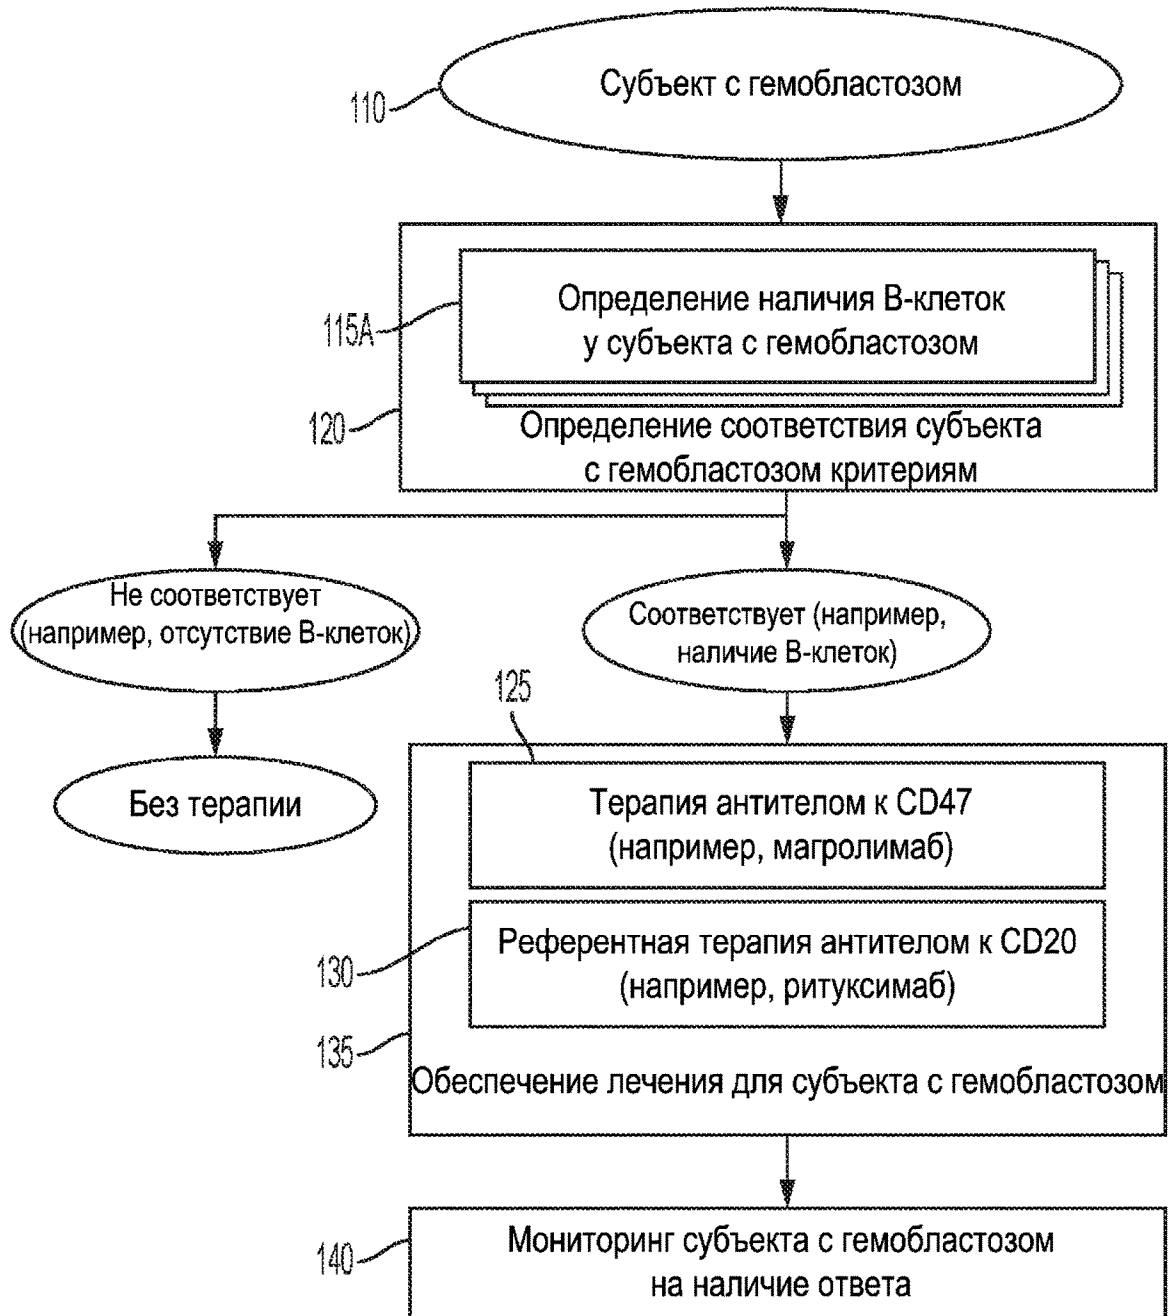 Субъект с гемобластозом
110
Определение наличия В-клеток
у субъекта с гемобластозом
115A
Определение соответствия субъекта
с гемобластозом критериям
120
Не соответствует
(например, отсутствие В-клеток)
Соответствует (например,
наличие В-клеток)
Без терапии
125
Терапия антителом к CD47
(например, магролимаб)
Референтная терапия антителом к CD20
(например, ритуксимаб)
130
135
Обеспечение лечения для субъекта с гемобластозом
Мониторинг субъекта с гемобластозом
на наличие ответа
140